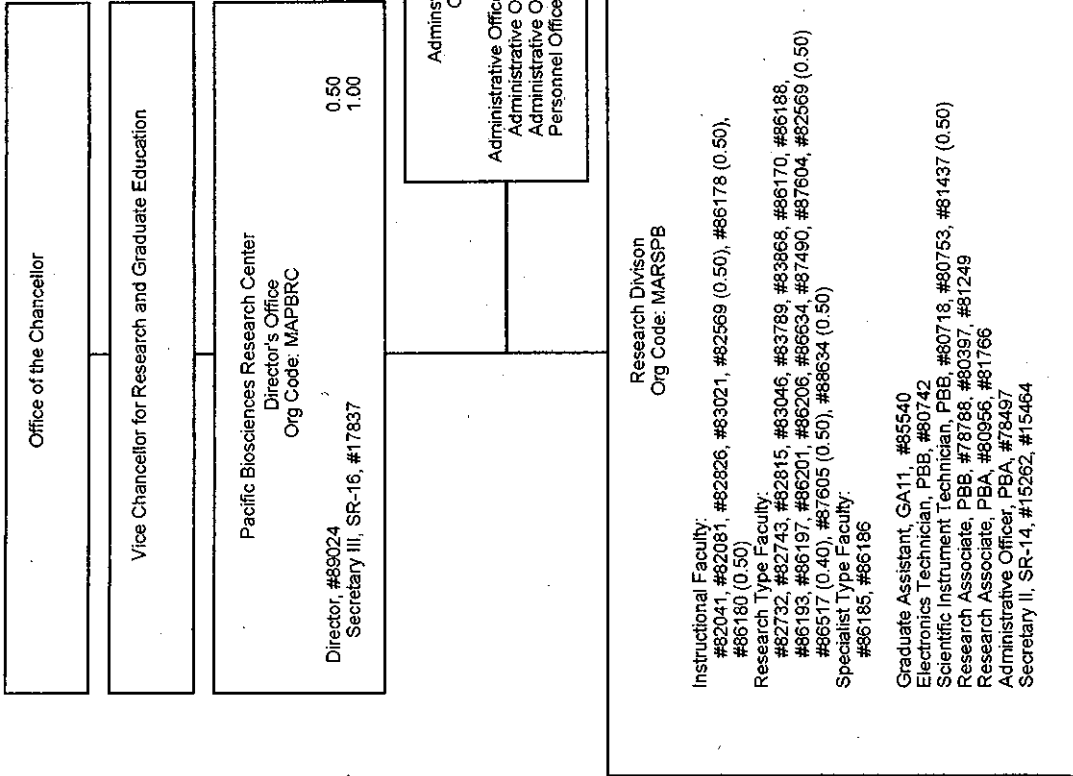 Office of the Chancellor
Vice Chancellor for Research and Graduate Education
Pacific Biosciences Research Center
Director's Office
Org Code: MAPBRC
Director, #89024 0.50
Secretary III, SR-16, #17837 1.00
Administrative
Administrative O
Administrative O
Personnel Office
Research Divison
Org Code: MARSPB
Instructional Faculty:
#82041, #82081, #82826, #83021, #82569 (0.50), #86178 (0.50),
#86180 (0.50)
Research Type Faculty:
#82732, #82743, #82815, #83046, #83789, #83868, #86170, #86188,
#86193, #86197, #86201, #86206, #86634, #87490, #87604, #82569 (0.50)
#86517 (0.40), #87605 (0.50), #88634 (0.50)
Specialist Type Faculty:
#86185, #86186
Graduate Assistant, GA11, #85540
Electronics Technician, PBB, #80742
Scientific Instrument Technician, PBB, #80718, #80753, #81437 (0.50)
Research Associate, PBB, #78788, #80397, #81249
Research Associate, PBA, #80956, #81766
Administrative Officer, PBA, #78497
Secretary II, SR-14, #15262, #15464